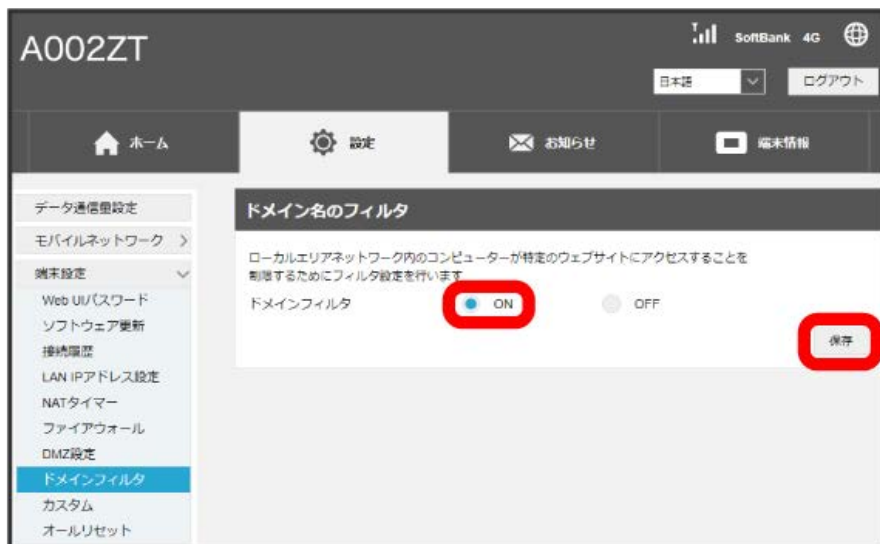 A002ZT
SoftBank 4G
日本語
ログアウト
ホーム
設定
お知らせ
端末情報
データ通信量設定
モバイルネットワーク
端末設定
Web UIパスワード
ソフトウェア更新
接続履歴
LAN IPアドレス設定
NATタイマー
ファイアウォール
DMZ設定
ドメインフィルタ
カスタム
オールリセット
ドメイン名のフィルタ
ローカルエリアネットワーク内のコンピューターが特定のウェブサイトにアクセスすることを
制限するためにフィルタ設定を行います
ドメインフィルタ
ON
OFF
保存